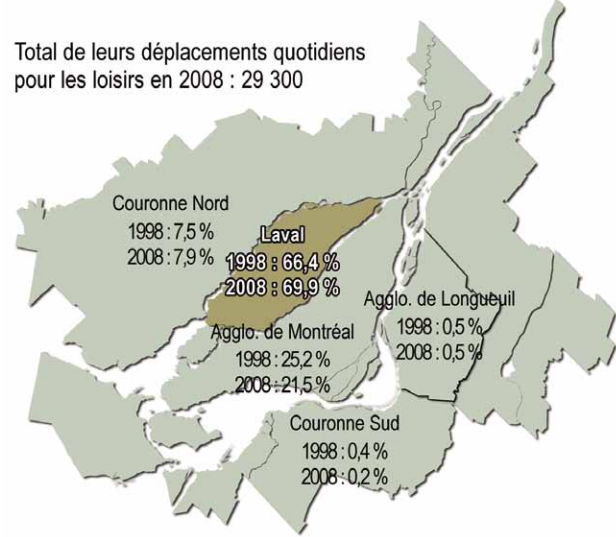 Total de leurs déplacements quotidiens
pour les loisirs en 2008 : 29 300
Couronne Nord
1998 : 7,5 %
2008 : 7,9 %
Laval
1998 : 66,4 %
2008 : 69,9 %
Agglo. de Longueuil
1998 : 0,5 %
2008 : 0,5 %
Agglo. de Montréal
1998 : 25,2 %
2008 : 21,5 %
Couronne Sud
1998 : 0,4 %
2008 : 0,2 %